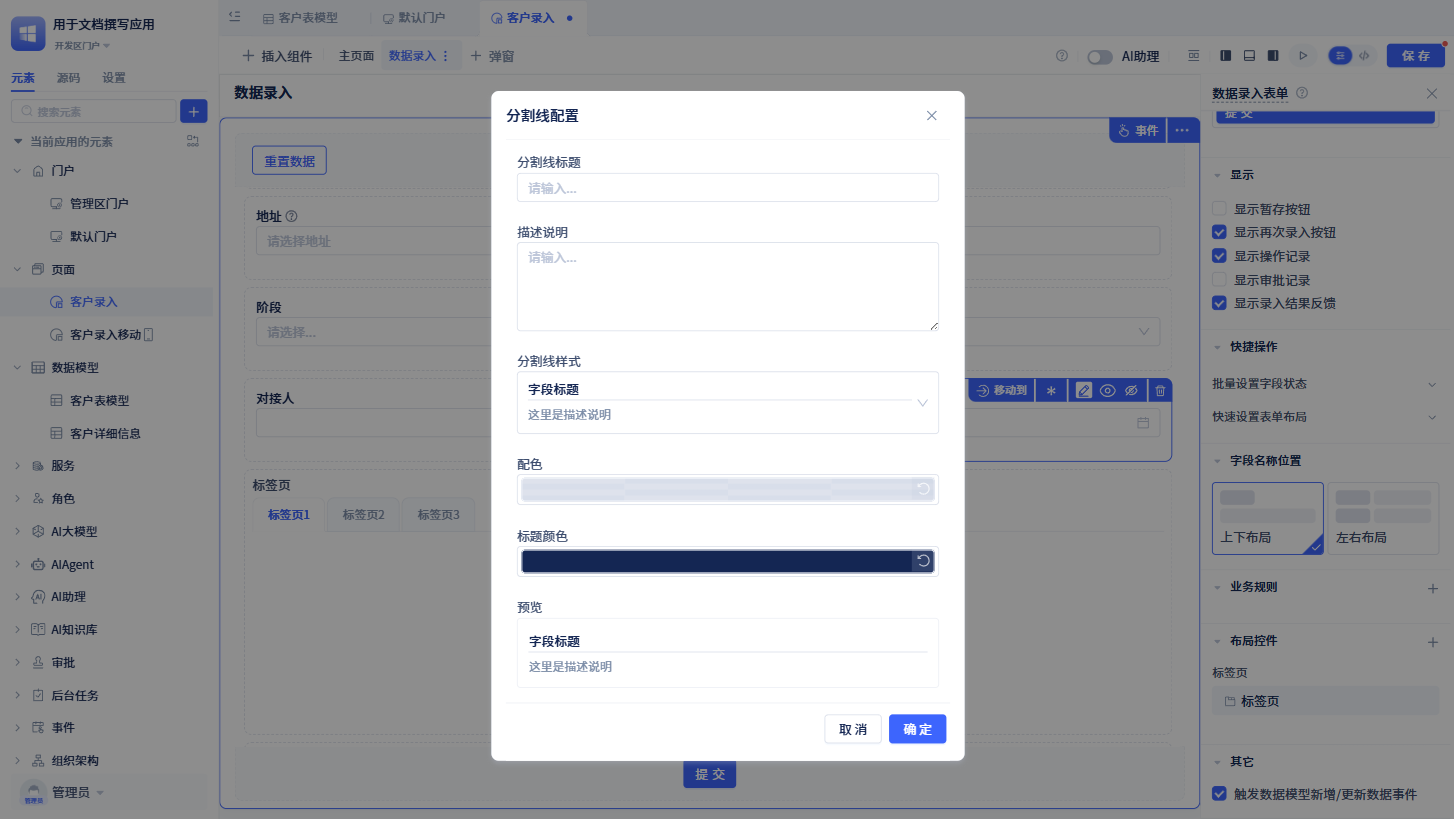 用于文档撰写应用
开发区门户
元素 源码 设置
搜索元素
当前应用的元素
门户
管理区门户
默认门户
页面
客户录入
客户录入移动
数据模型
客户表模型
客户详细信息
服务
角色
AI大模型
AIAgent
AI助理
AI知识库
审批
后台任务
事件
组织架构
管理员
管理员
客户表模型 默认门户 客户录入
插入组件 主页面 数据录入 弹窗
AI助理
保存
数据录入
事件
重置数据
地址
请选择地址
阶段
请选择...
对接人
移动到
标签页
标签页1 标签页2 标签页3
提交
分割线配置
分割线标题
请输入...
描述说明
请输入...
分割线样式
字段标题
这里是描述说明
配色
标题颜色
预览
字段标题
这里是描述说明
取消 确定
数据录入表单
提交
显示
显示暂存按钮
显示再次录入按钮
显示操作记录
显示审批记录
显示录入结果反馈
快捷操作
批量设置字段状态
快速设置表单布局
字段名称位置
上下布局 左右布局
业务规则
布局控件
标签页
标签页
其它
触发数据模型新增/更新数据事件